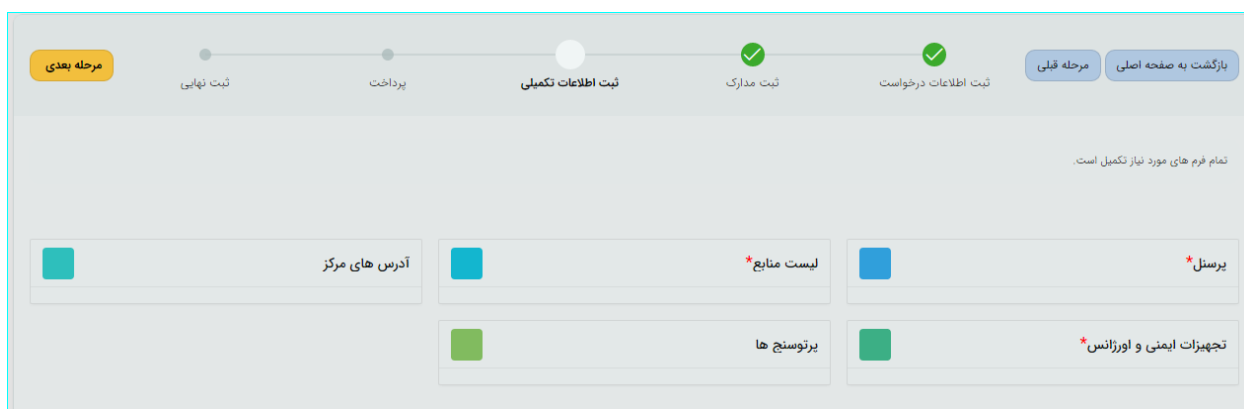 بازگشت به صفحه اصلی
مرحله قبلی
ثبت اطلاعات درخواست
ثبت مدارک
ثبت اطلاعات تکمیلی
پرداخت
ثبت نهایی
مرحله بعدی
تمام فرم های مورد نیاز تکمیل است.
پرسنل*
لیست منابع*
آدرس های مرکز
تجهیزات ایمنی و اورژانس*
پرتوسنج ها